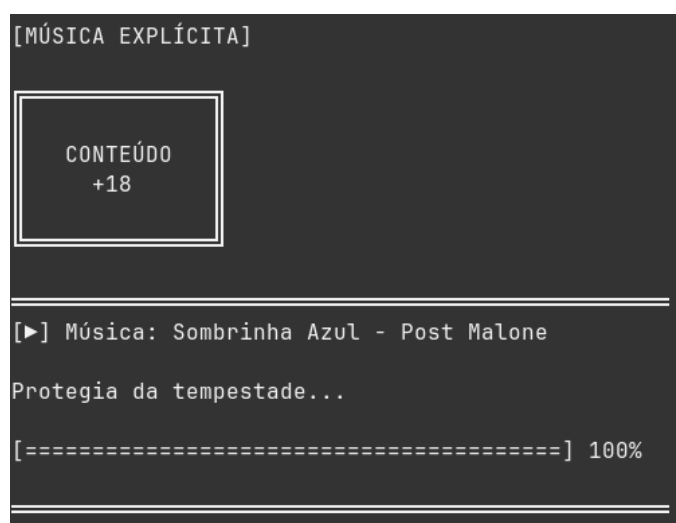 [MÚSICA EXPLÍCITA]
CONTEÚDO
+18
[►] Música: Sombrinha Azul - Post Malone
Protegia da tempestade...
[========================================] 100%